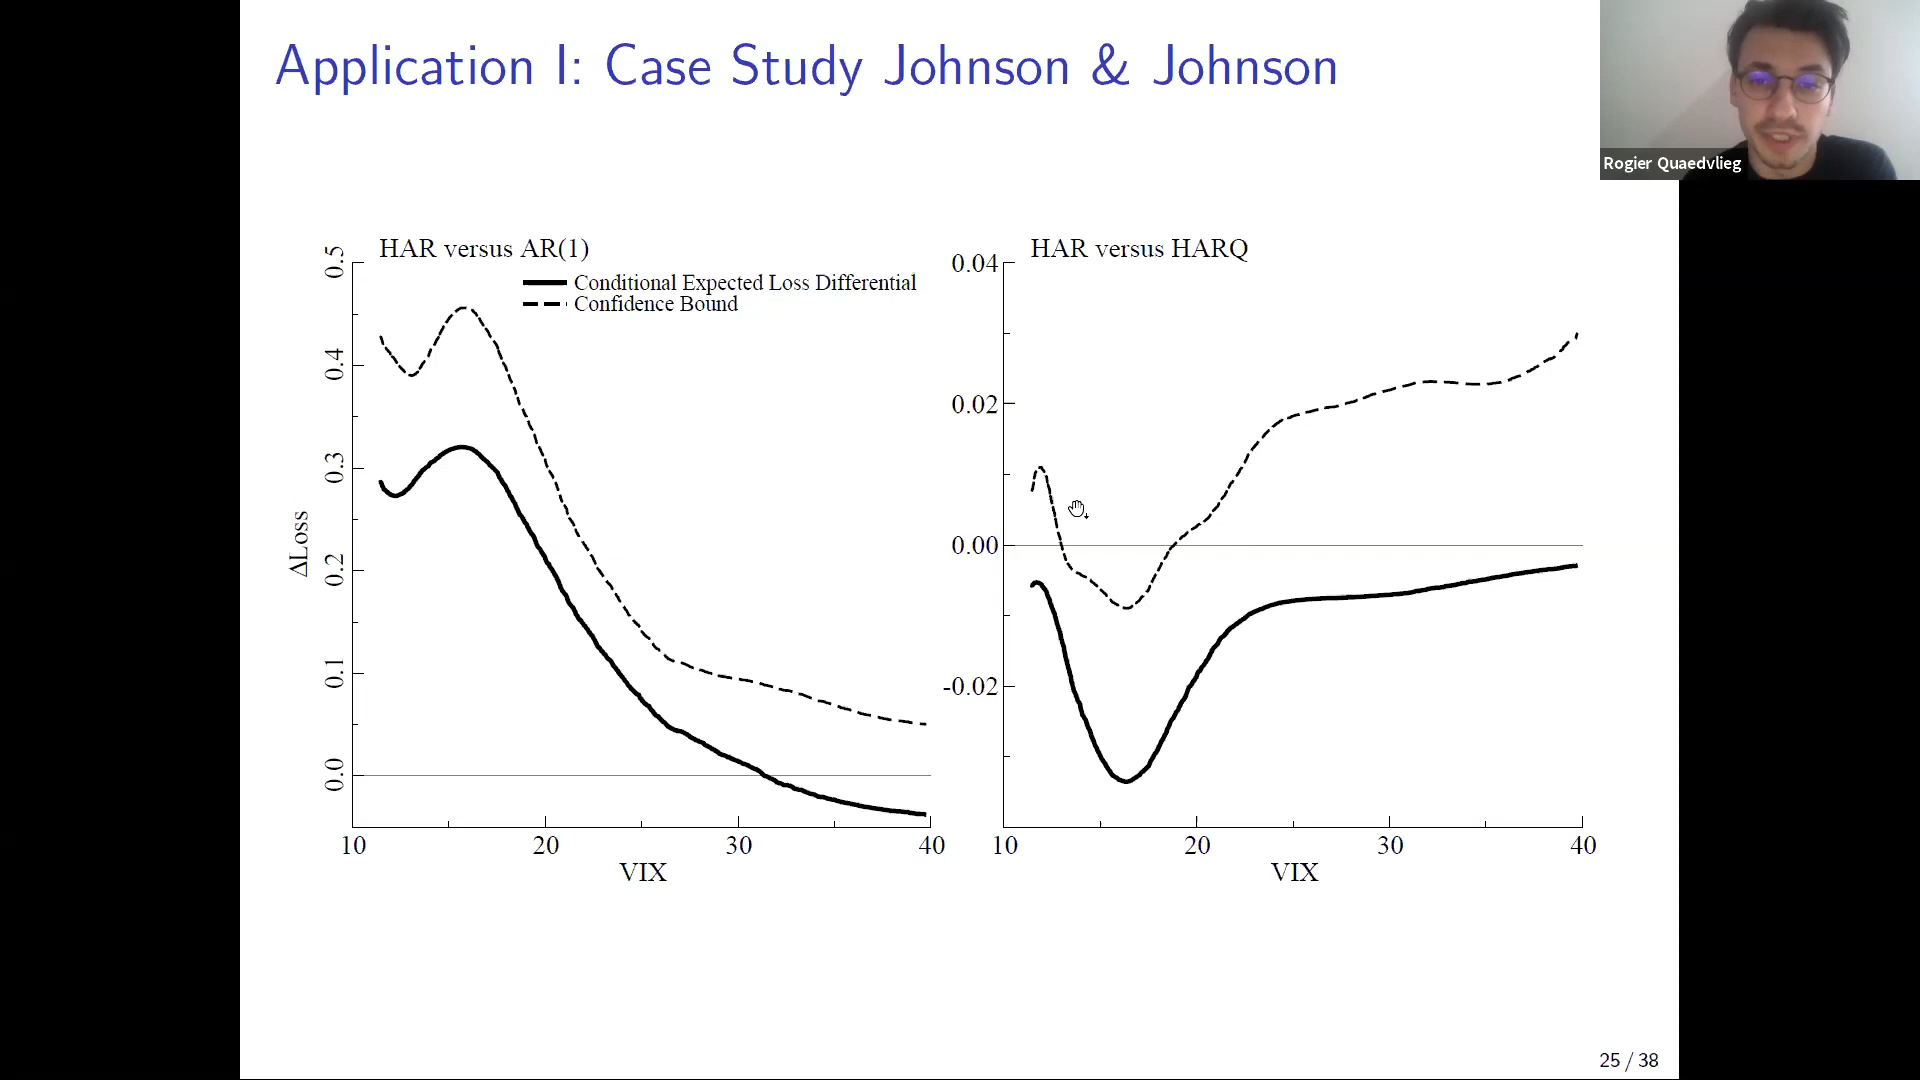 Application I: Case Study Johnson & Johnson
Rogier Quaedvlieg
HAR versus AR(1)
Conditional Expected Loss Differential
Confidence Bound
0.5
0.4
0.3
0.2
0.1
0.0
ΔLoss
10 20 30 40
VIX
HAR versus HARQ
0.04
0.02
0.00
-0.02
10 20 30 40
VIX
25 / 38